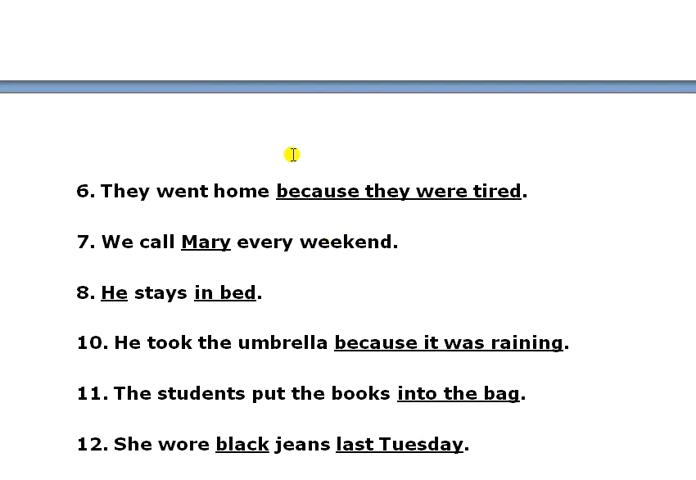 6. They went home because they were tired.
7. We call Mary every weekend.
8. He stays in bed.
10. He took the umbrella because it was raining.
11. The students put the books into the bag.
12. She wore black jeans last Tuesday.